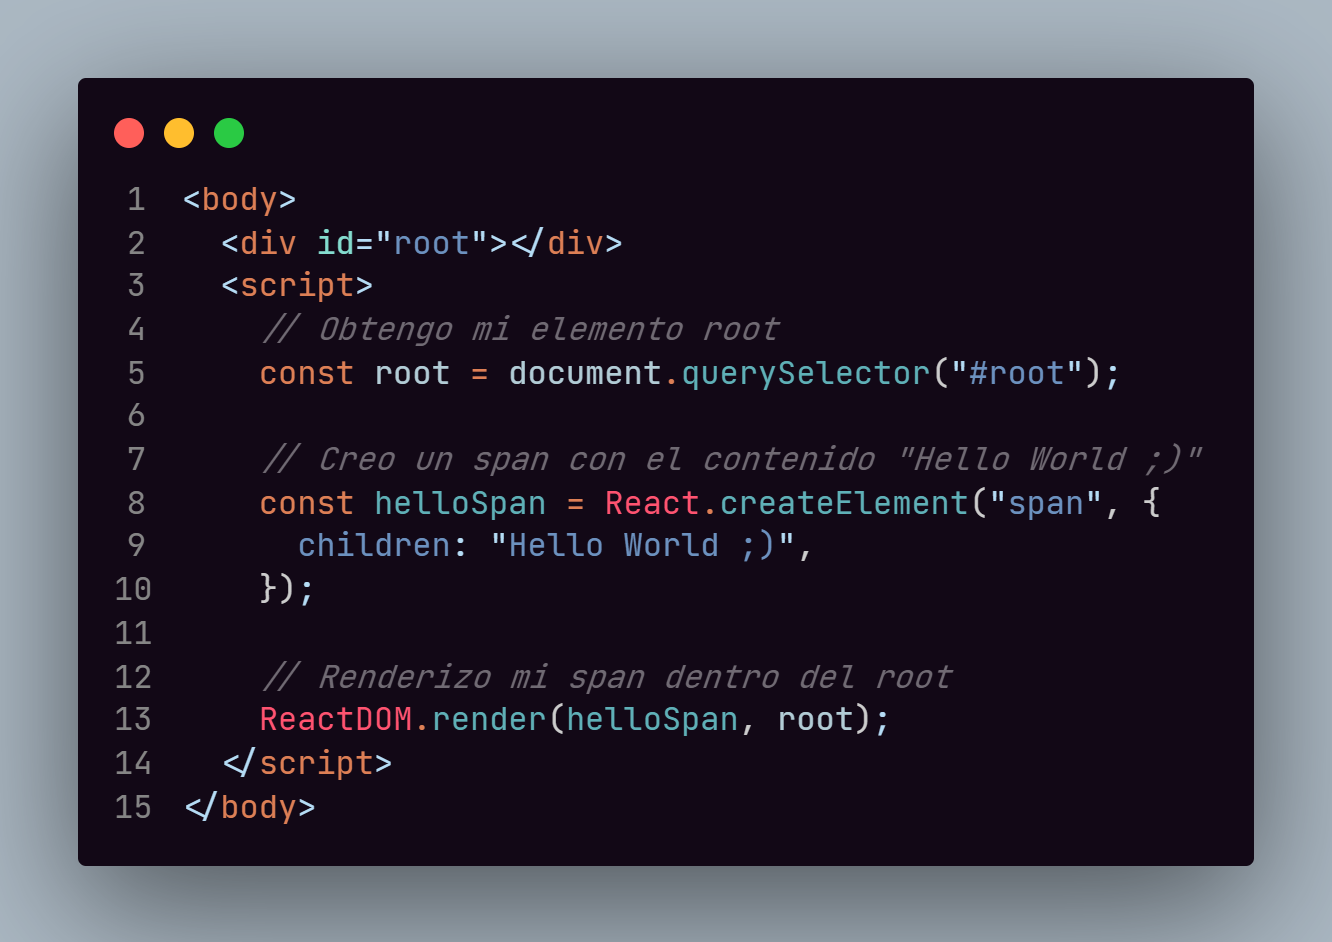 1 <body>
2   <div id="root"></div>
3   <script>
4     // Obtengo mi elemento root
5     const root = document.querySelector("#root");
6
7     // Creo un span con el contenido "Hello World ;)"
8     const helloSpan = React.createElement("span", {
9       children: "Hello World ;)",
10     });
11
12     // Renderizo mi span dentro del root
13     ReactDOM.render(helloSpan, root);
14   </script>
15 </body>